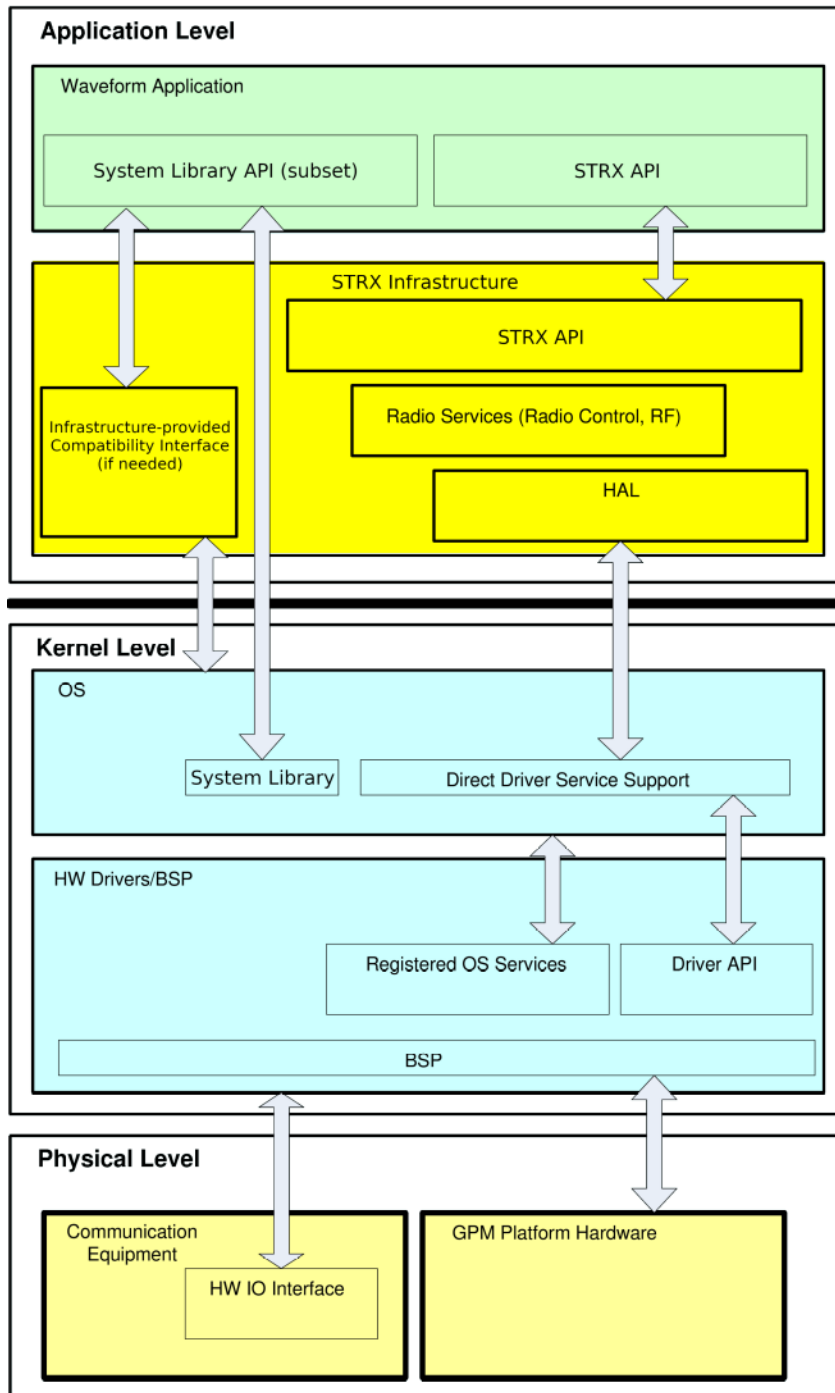 Application Level
Waveform Application
System Library API (subset)
STRX API
STRX Infrastructure
STRX API
Infrastructure-provided
Compatibility Interface
(if needed)
Radio Services (Radio Control, RF)
HAL
Kernel Level
OS
System Library
Direct Driver Service Support
HW Drivers/BSP
Registered OS Services
Driver API
BSP
Physical Level
Communication
Equipment
HW IO Interface
GPM Platform Hardware